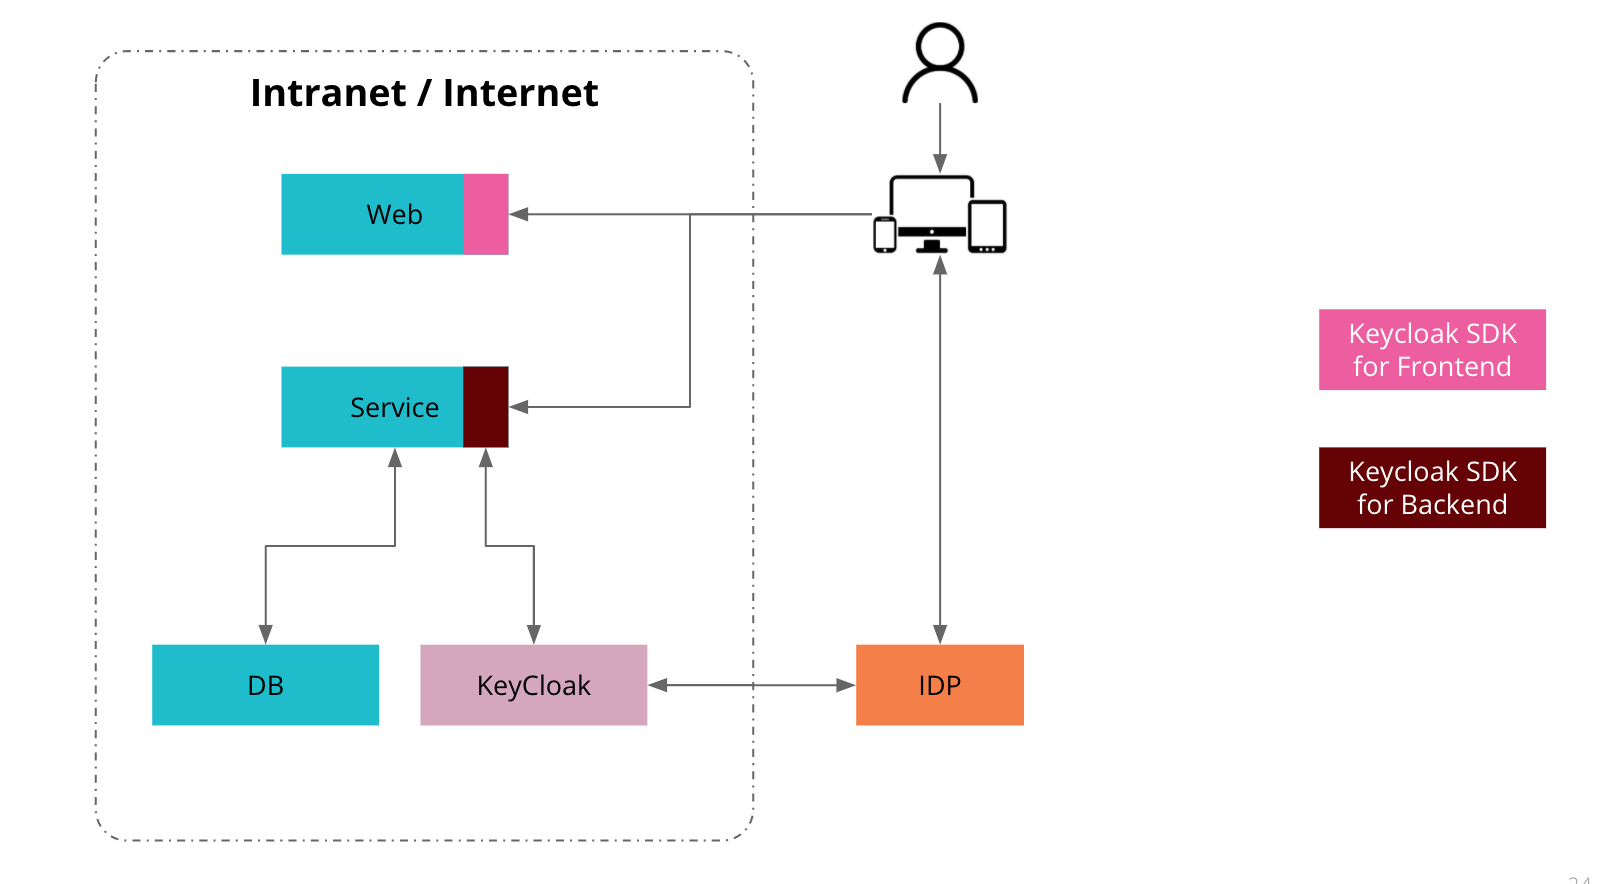 Intranet / Internet
Web
Keycloak SDK
for Frontend
Service
Keycloak SDK
for Backend
DB
KeyCloak
IDP